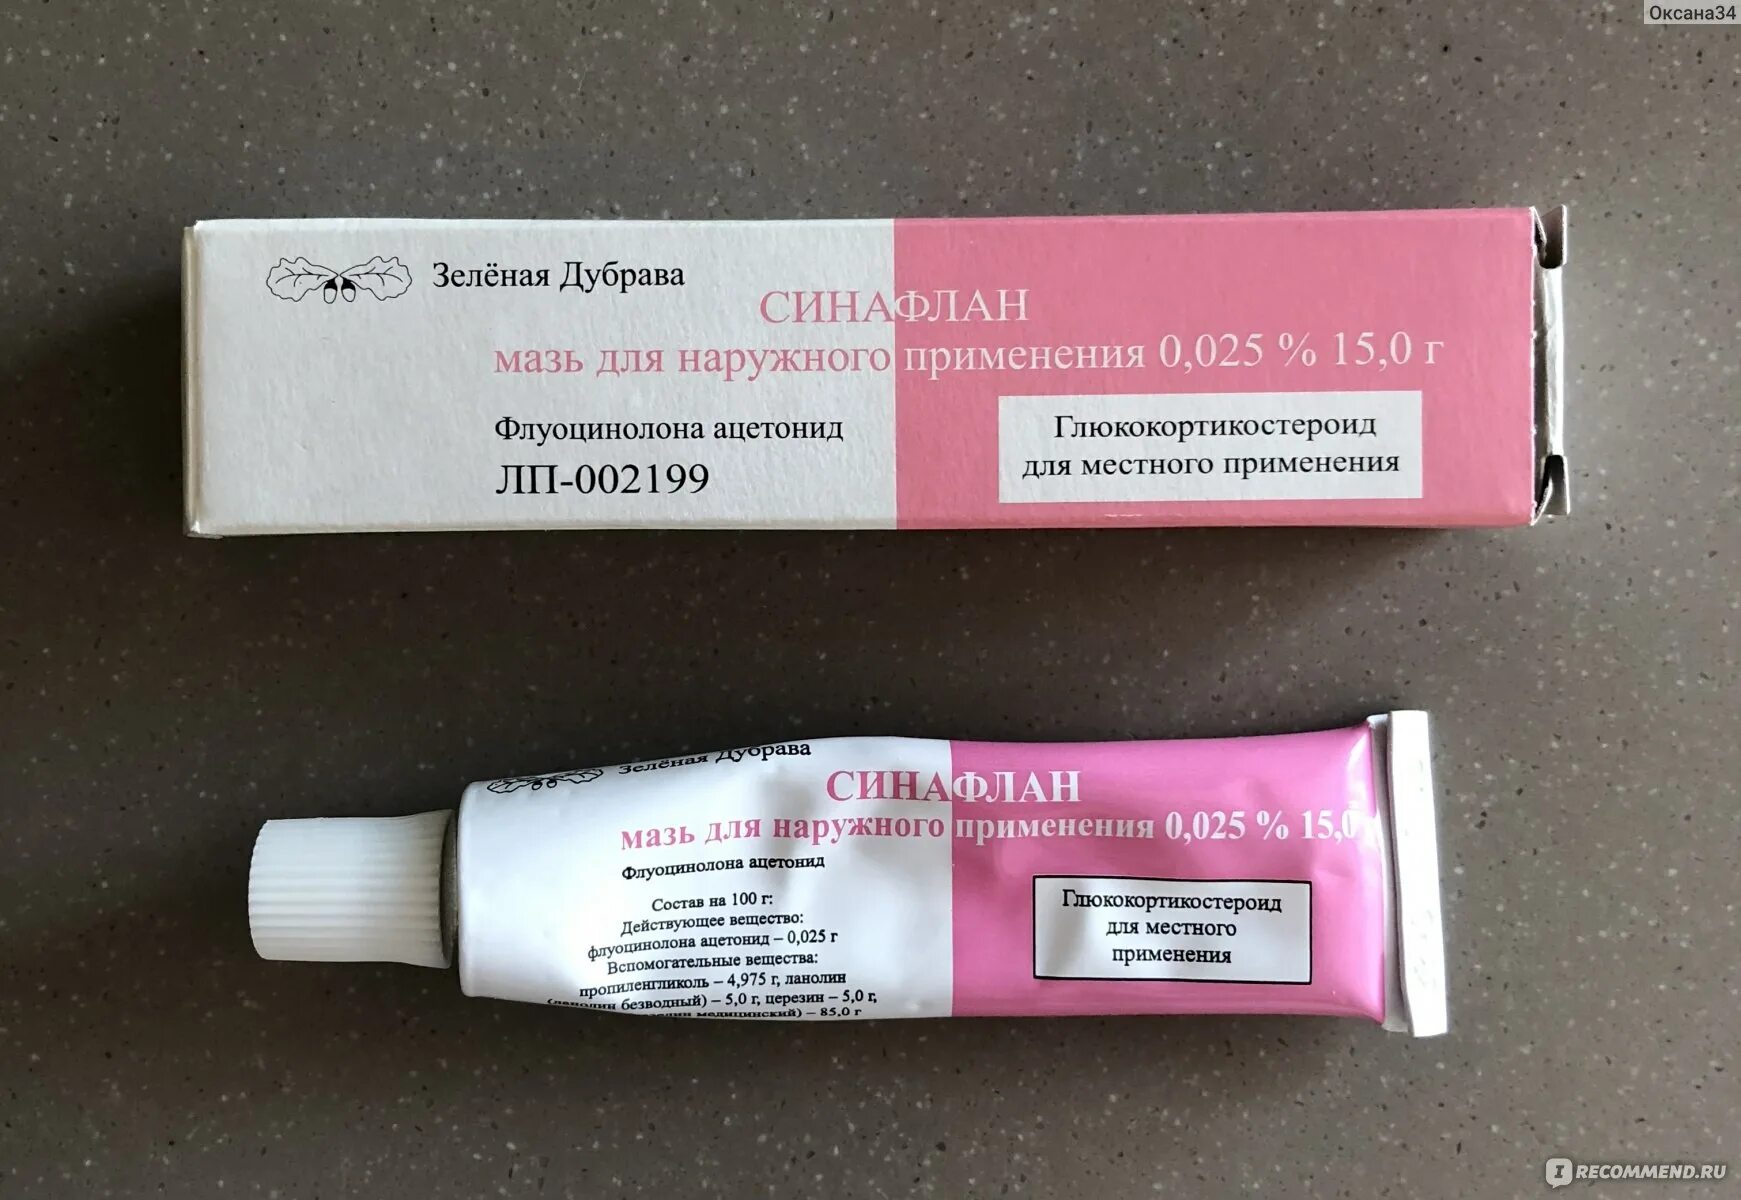 Оксана34
Зелёная Дубрава
СИНАФЛАН
мазь для наружного применения 0,025 % 15,0 г
Флуоцинолона ацетонид
ЛП-002199
Глюкокортикостероид
для местного применения
Зелёная Дубрава
СИНАФЛАН
мазь для наружного применения 0,025 % 15,0
Флуоцинолона ацетонид
Состав на 100 г:
Действующее вещество:
флуоцинолона ацетонид – 0,025 г
Вспомогательные вещества:
пропиленгликоль – 4,975 г, ланолин
(ланолин безводный) – 5,0 г, церезин – 5,0 г,
медицинский) – 85,0 г
Глюкокортикостероид
для местного
применения
IRECOMMEND.RU